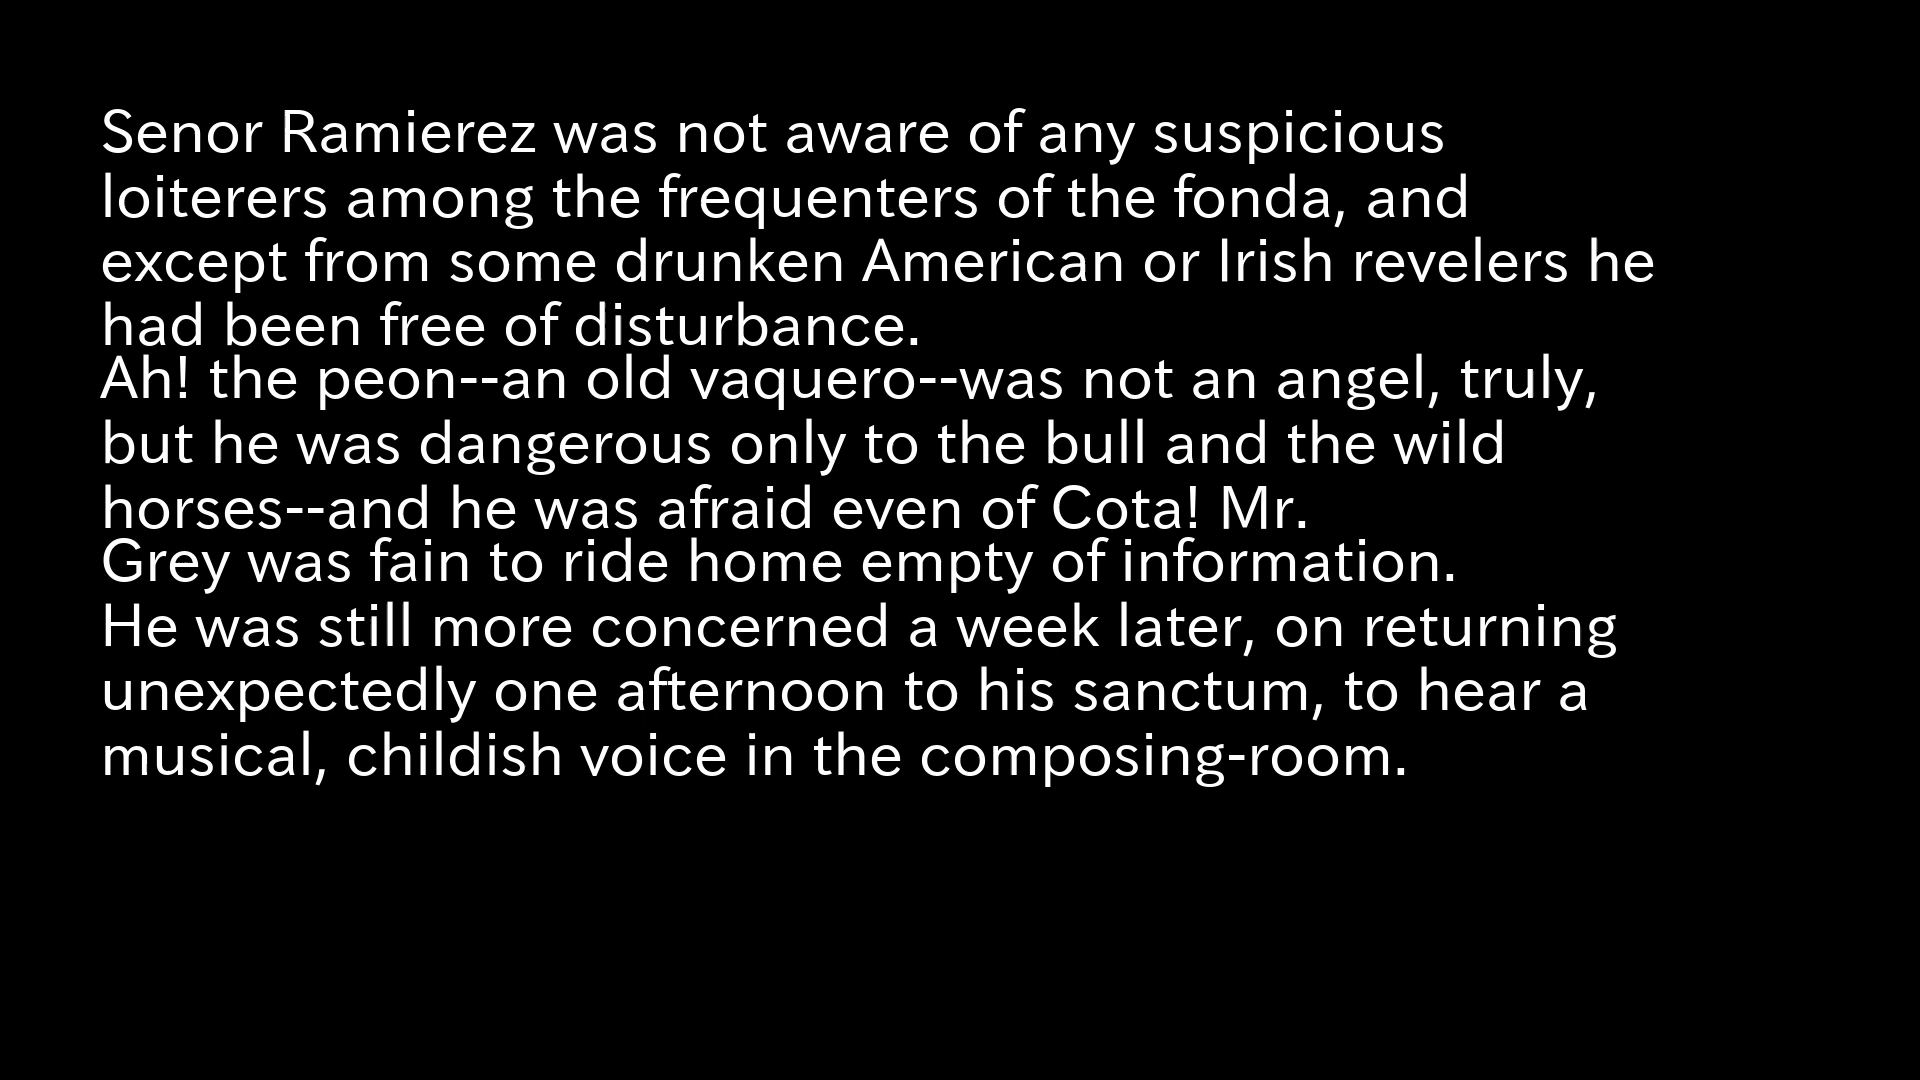 Senor Ramierez was not aware of any suspicious
loiterers among the frequenters of the fonda, and
except from some drunken American or Irish revelers he
had been free of disturbance.
Ah! the peon--an old vaquero--was not an angel, truly,
but he was dangerous only to the bull and the wild
horses--and he was afraid even of Cota! Mr.
Grey was fain to ride home empty of information.
He was still more concerned a week later, on returning
unexpectedly one afternoon to his sanctum, to hear a
musical, childish voice in the composing-room.